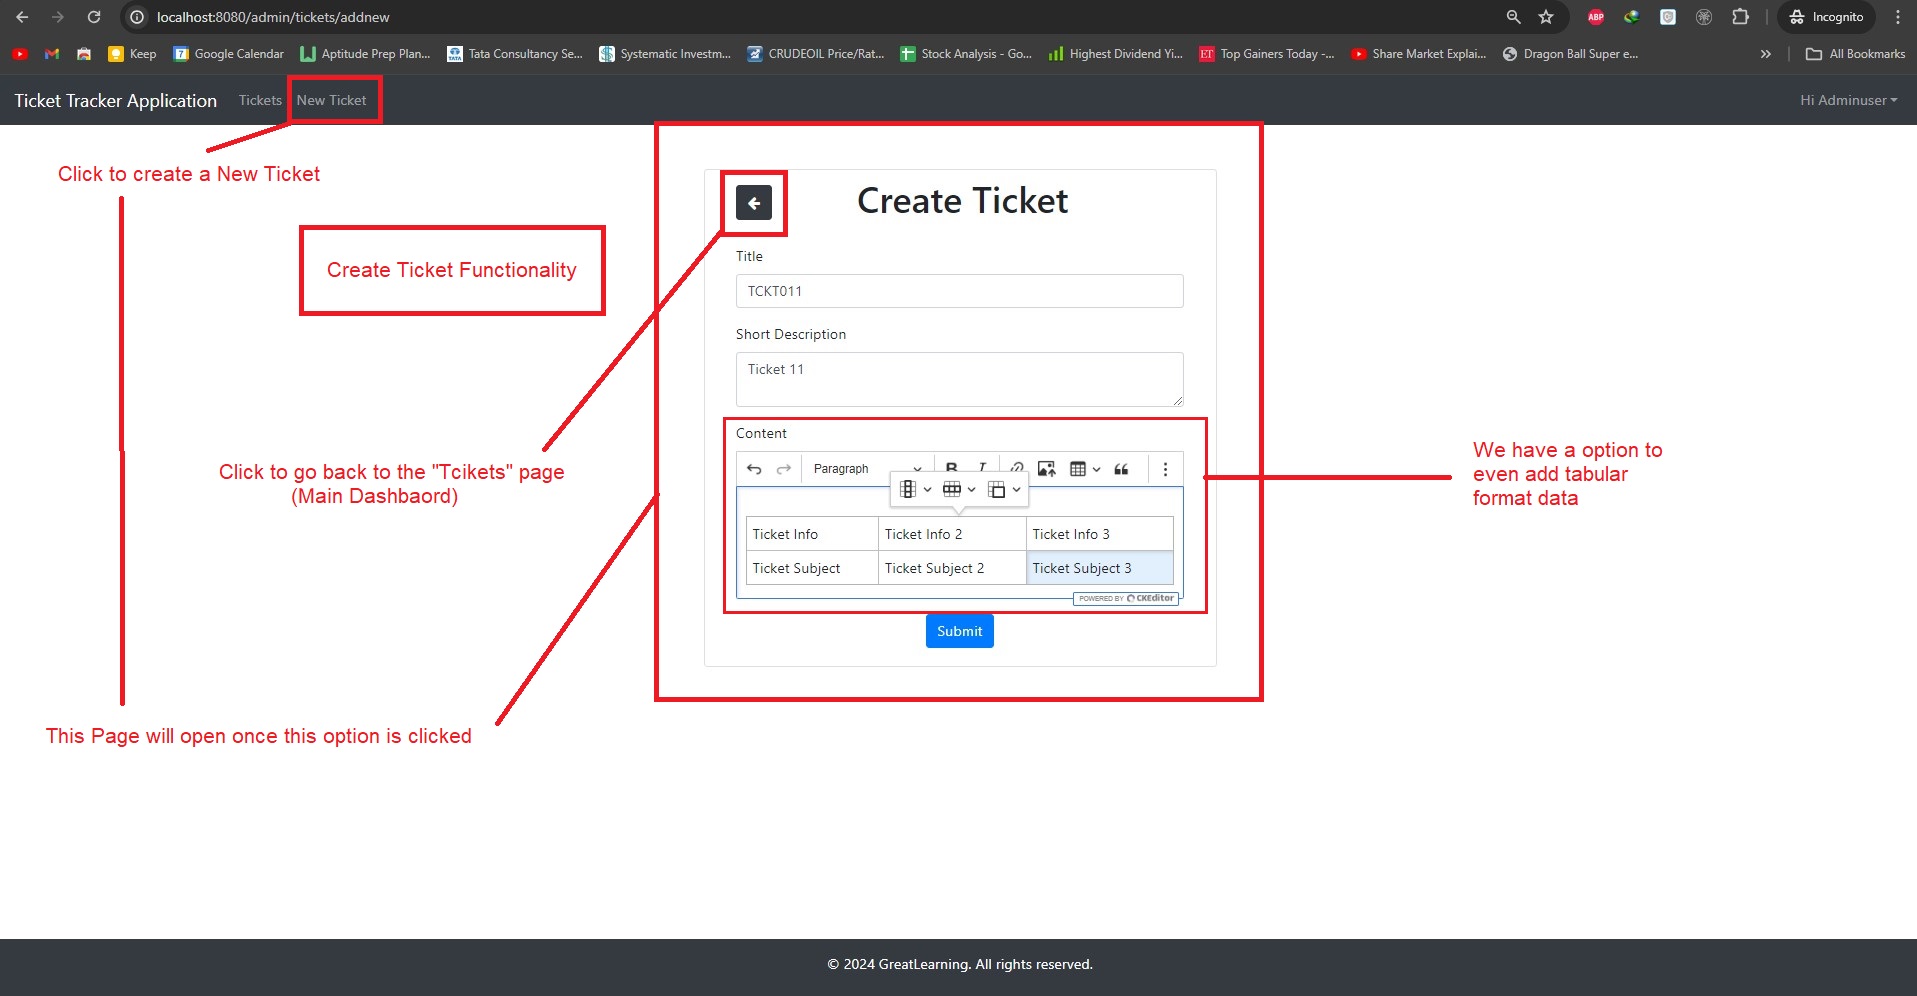 localhost:8080/admin/tickets/addnew
ABP
Incognito
Keep
7 Google Calendar
Aptitude Prep Plan...
TATA Tata Consultancy Se...
Systematic Investm...
CRUDEOIL Price/Rat...
Stock Analysis - Go...
Highest Dividend Yi...
ET Top Gainers Today -...
Share Market Explai...
Dragon Ball Super e...
All Bookmarks
Ticket Tracker Application
Tickets
New Ticket
Hi Adminuser
Click to create a New Ticket
Create Ticket Functionality
Create Ticket
Title
TCKT011
Short Description
Ticket 11
Click to go back to the "Tcikets" page
(Main Dashbaord)
Content
Paragraph
B I
Ticket Info Ticket Info 2 Ticket Info 3
Ticket Subject Ticket Subject 2 Ticket Subject 3
POWERED BY CKEditor
Submit
We have a option to
even add tabular
format data
This Page will open once this option is clicked
© 2024 GreatLearning. All rights reserved.